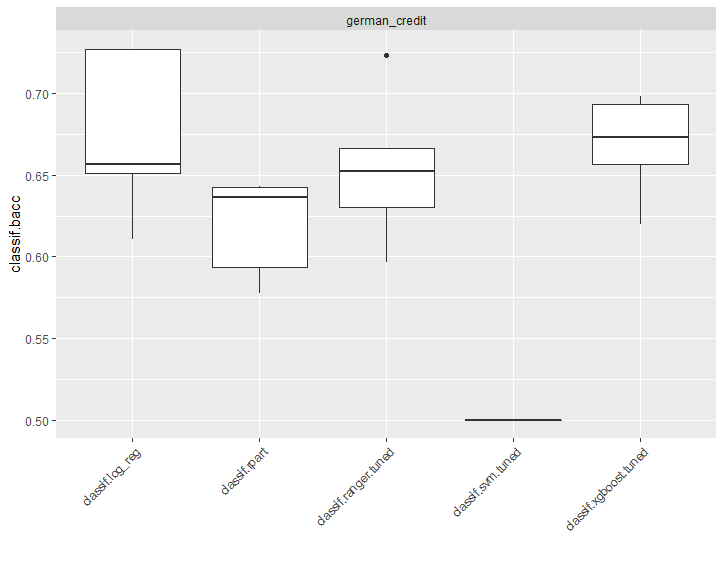 german_credit
classif.bacc
0.70
0.65
0.60
0.55
0.50
classif.log_reg
classif.rpart
classif.ranger.tuned
classif.svm.tuned
classif.xgboost.tuned